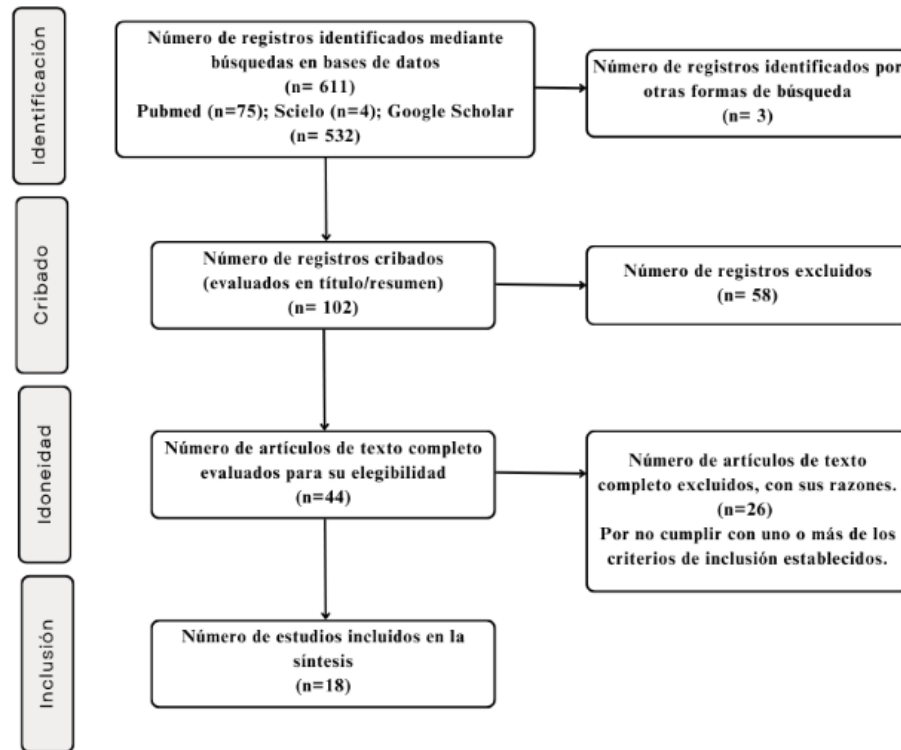 Identificación
Número de registros identificados mediante
búsquedas en bases de datos
(n= 611)
Pubmed (n=75); Scielo (n=4); Google Scholar
(n= 532)
Número de registros identificados por
otras formas de búsqueda
(n= 3)
Cribado
Número de registros cribados
(evaluados en título/resumen)
(n= 102)
Número de registros excluidos
(n= 58)
Idoneidad
Número de artículos de texto completo
evaluados para su elegibilidad
(n=44)
Número de artículos de texto
completo excluidos, con sus razones.
(n=26)
Por no cumplir con uno o más de los
criterios de inclusión establecidos.
Inclusión
Número de estudios incluidos en la
síntesis
(n=18)